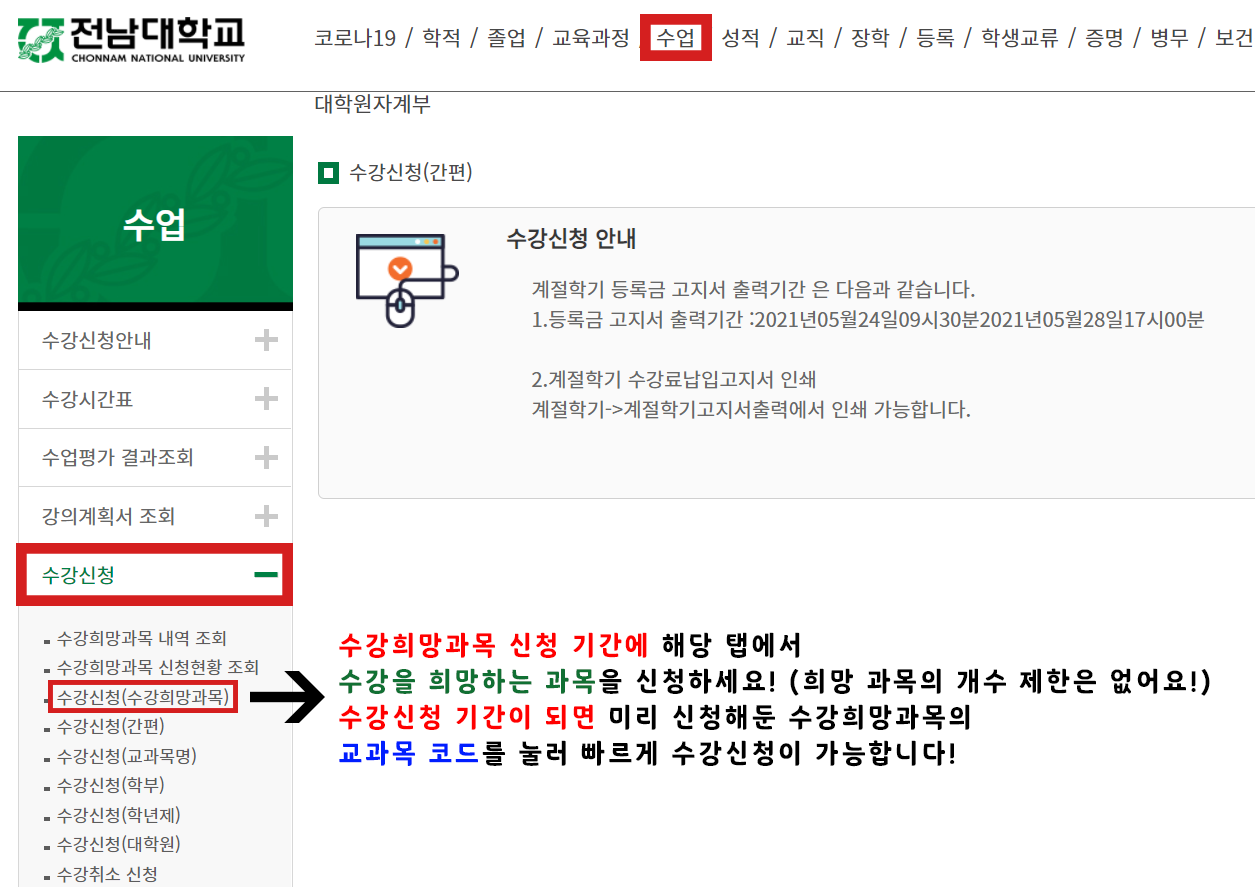 전남대학교
CHONNAM NATIONAL UNIVERSITY
코로나19 / 학적 / 졸업 / 교육과정 / 수업 성적 / 교직 / 장학 / 등록 / 학생교류 / 증명 / 병무 / 보건
대학원자계부
수업
수강신청안내
수강시간표
수업평가 결과조회
강의계획서 조회
수강신청
수강희망과목 내역 조회
수강희망과목 신청현황 조회
수강신청(수강희망과목)
수강신청(간편)
수강신청(교과목명)
수강신청(학부)
수강신청(학년제)
수강신청(대학원)
수강취소 신청
수강신청(간편)
수강신청 안내
계절학기 등록금 고지서 출력기간 은 다음과 같습니다.
1.등록금 고지서 출력기간 :2021년05월24일09시30분2021년05월28일17시00분
2.계절학기 수강료납입고지서 인쇄
계절학기->계절학기고지서출력에서 인쇄 가능합니다.
수강희망과목 신청 기간에 해당 탭에서
수강을 희망하는 과목을 신청하세요! (희망 과목의 개수 제한은 없어요!)
수강신청 기간이 되면 미리 신청해둔 수강희망과목의
교과목 코드를 눌러 빠르게 수강신청이 가능합니다!